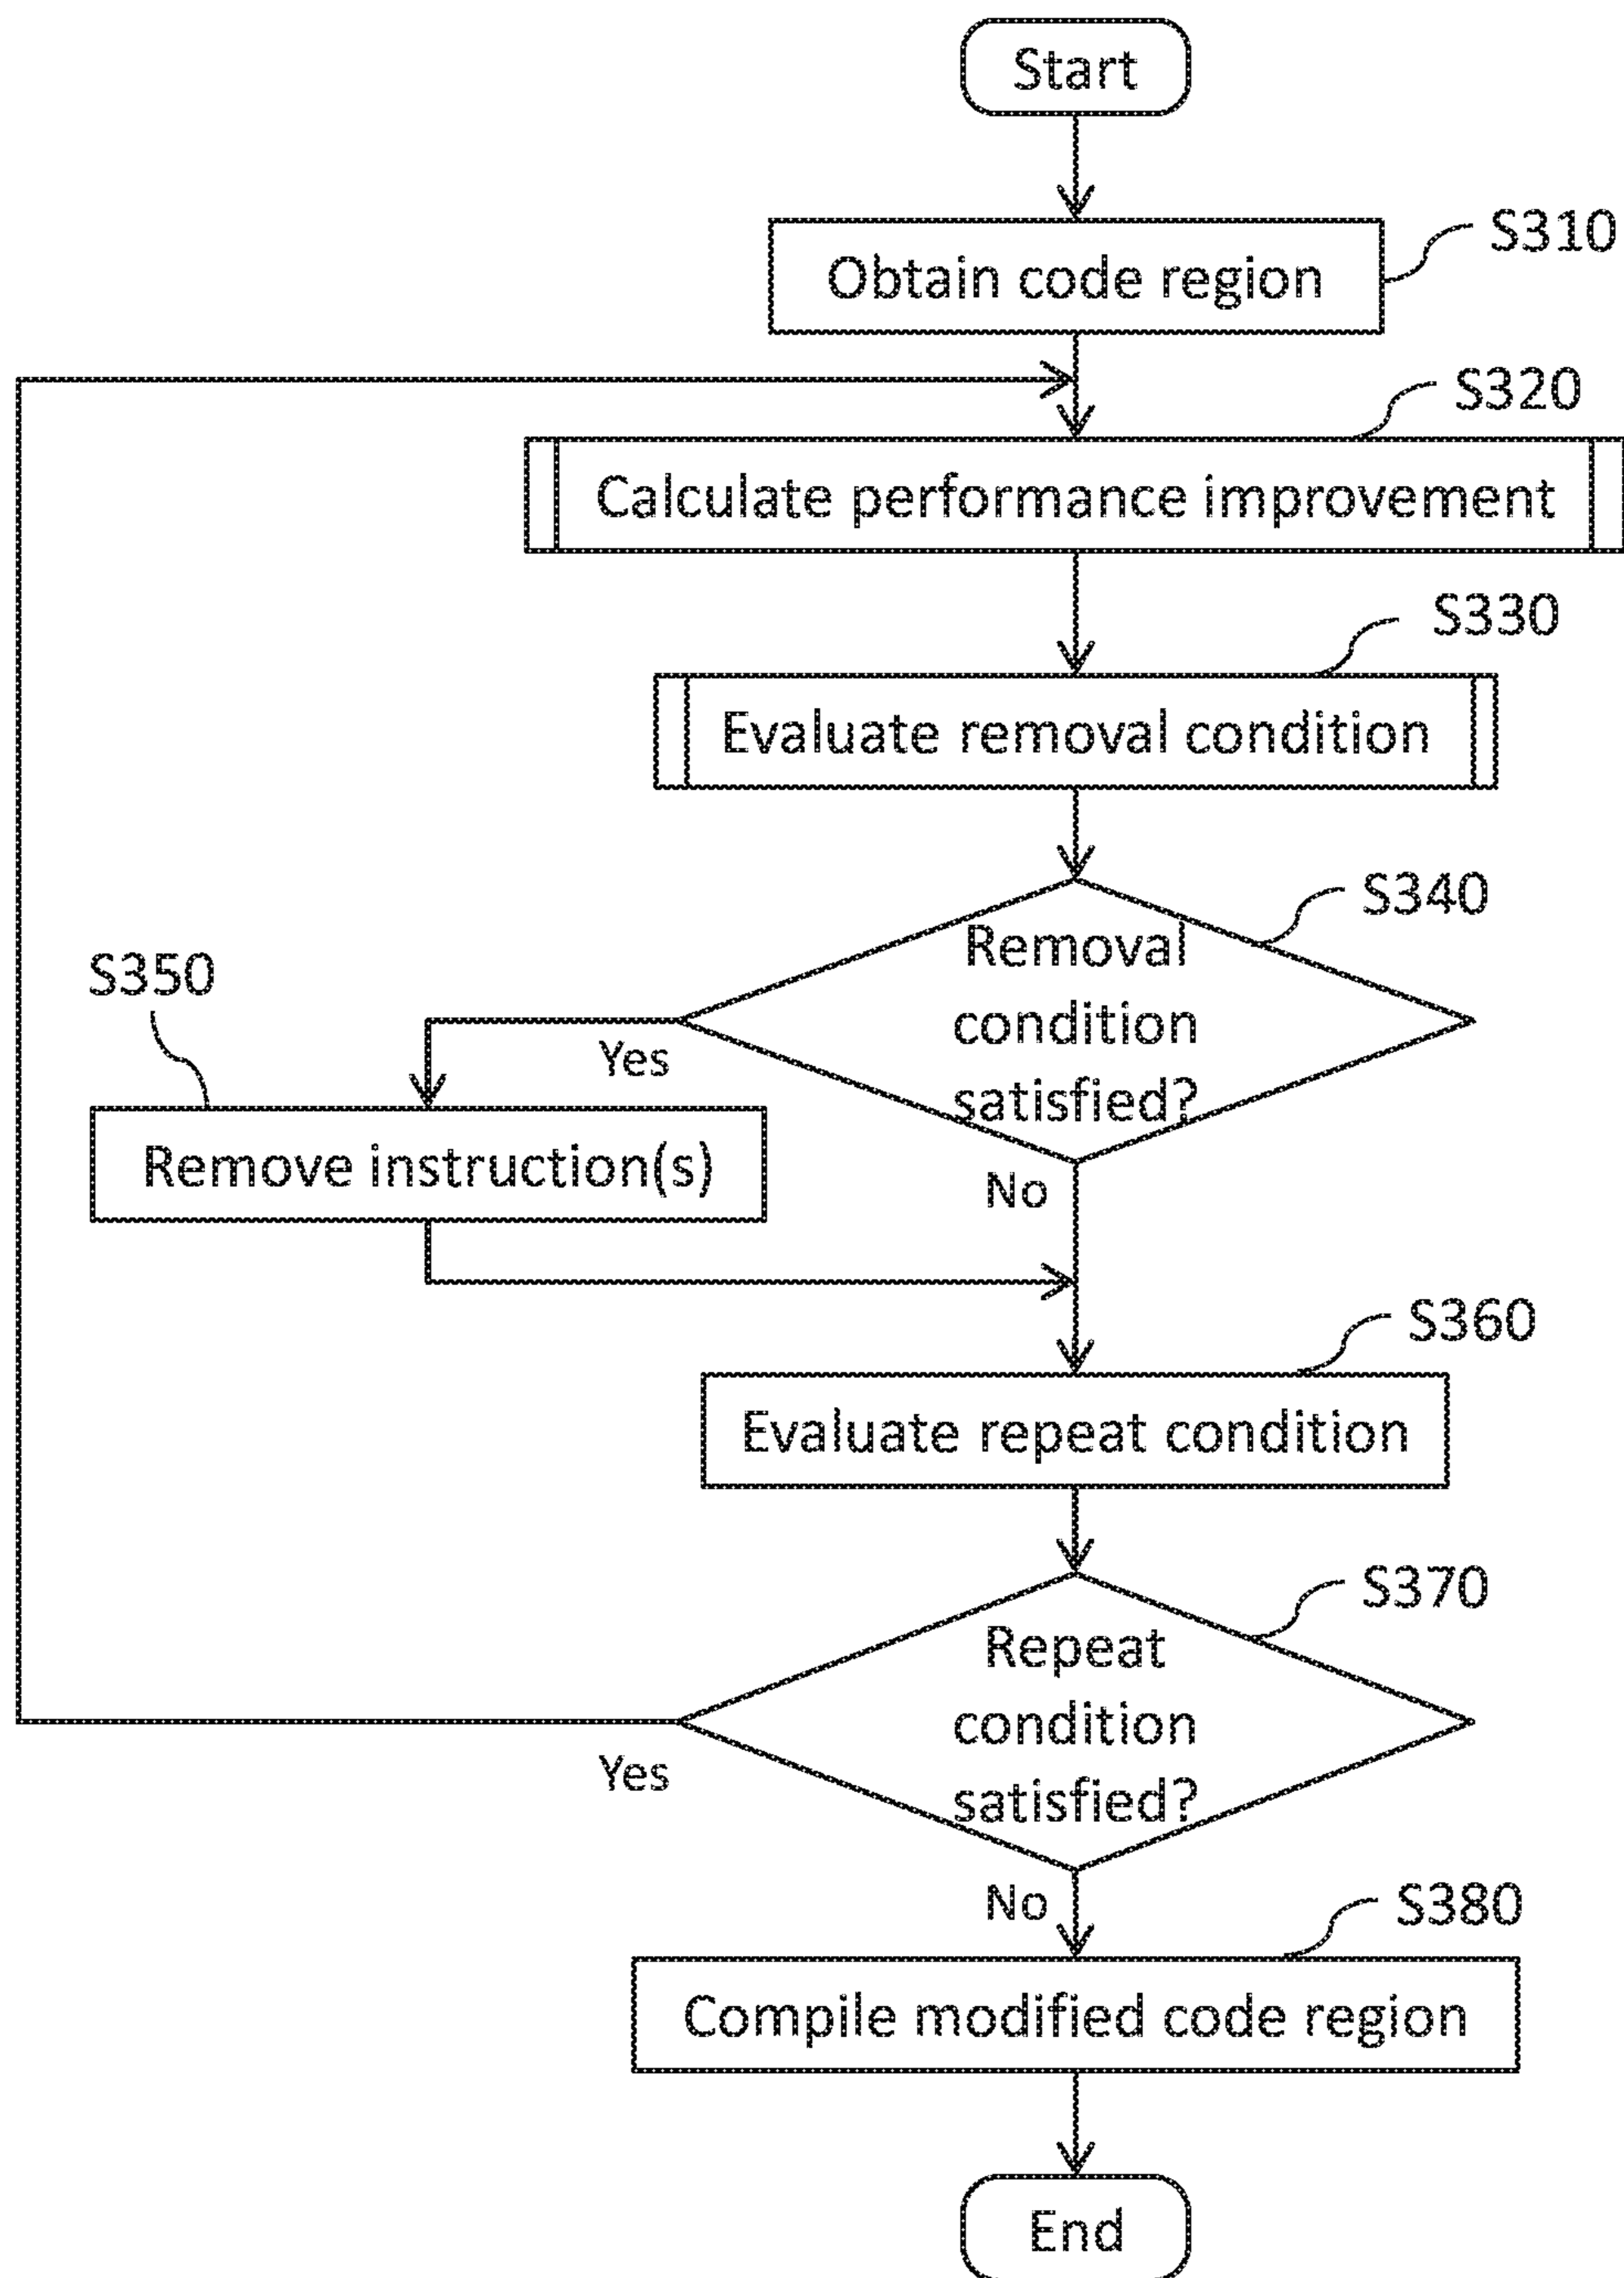 Start
S310
Obtain code region
S320
Calculate performance improvement
S330
Evaluate removal condition
S340
Removal
condition
satisfied?
S350
Yes
Remove instruction(s)
No
S360
Evaluate repeat condition
S370
Repeat
condition
satisfied?
Yes
No
S380
Compile modified code region
End